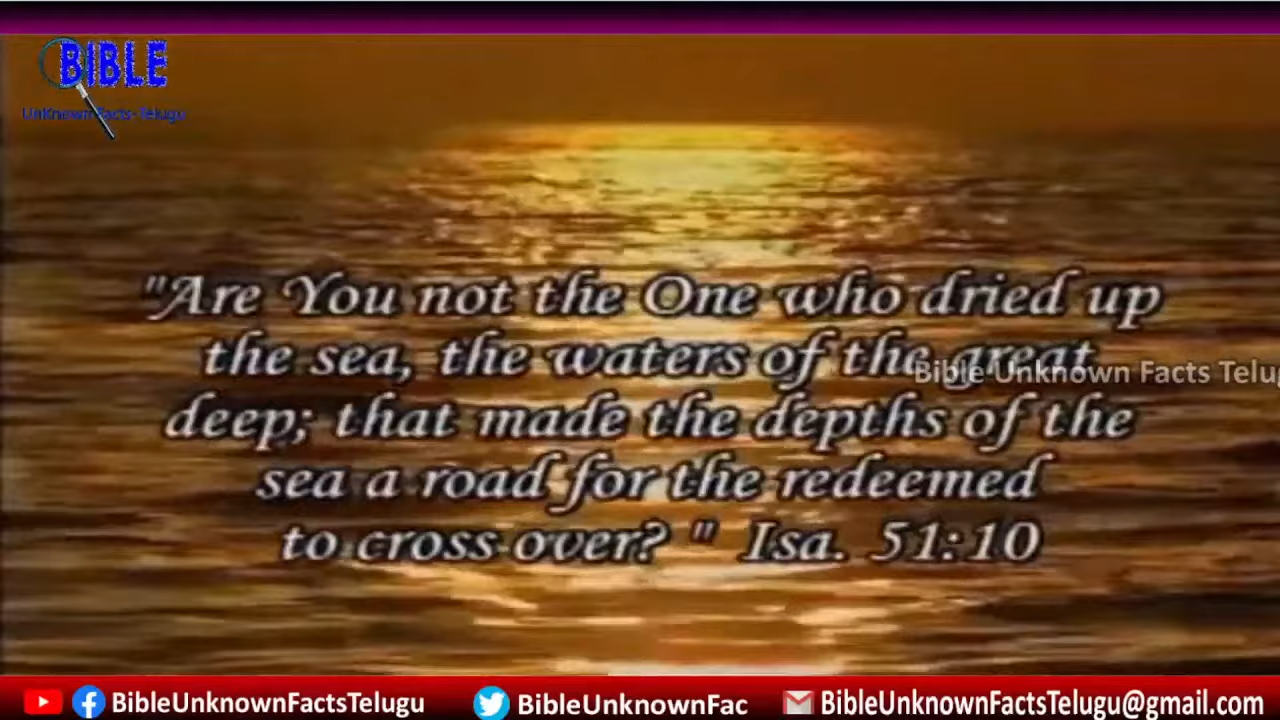 BIBLE
UnKnown Facts-Telugu
"Are You not the One who dried up
the sea, the waters of the great
Bible Unknown Facts Telu
deep; that made the depths of the
sea a road for the redeemed
to cross over? " Isa. 51:10
BibleUnknownFactsTelugu
BibleUnknownFac
BibleUnknownFactsTelugu@gmail.com